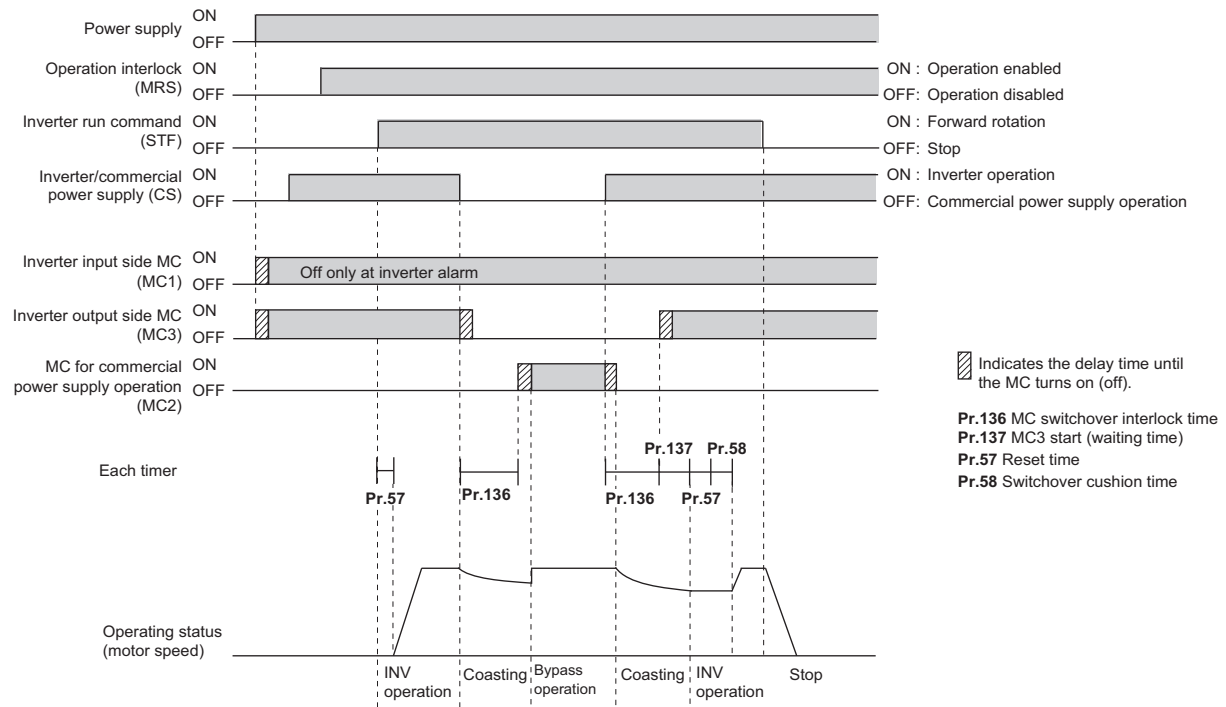 Power supply
ON
OFF
Operation interlock
(MRS)
ON
OFF
ON : Operation enabled
OFF: Operation disabled
Inverter run command
(STF)
ON
OFF
ON : Forward rotation
OFF: Stop
Inverter/commercial
power supply (CS)
ON
OFF
ON : Inverter operation
OFF: Commercial power supply operation
Inverter input side MC
(MC1)
ON
OFF
Off only at inverter alarm
Inverter output side MC
(MC3)
ON
OFF
MC for commercial
power supply operation
(MC2)
ON
OFF
Indicates the delay time until
the MC turns on (off).
Pr.136 MC switchover interlock time
Pr.137 MC3 start (waiting time)
Pr.57 Reset time
Pr.58 Switchover cushion time
Each timer
Pr.137 Pr.58
Pr.57
Pr.136
Pr.136
Pr.57
Operating status
(motor speed)
INV
operation
Coasting
Bypass
operation
Coasting
INV
operation
Stop